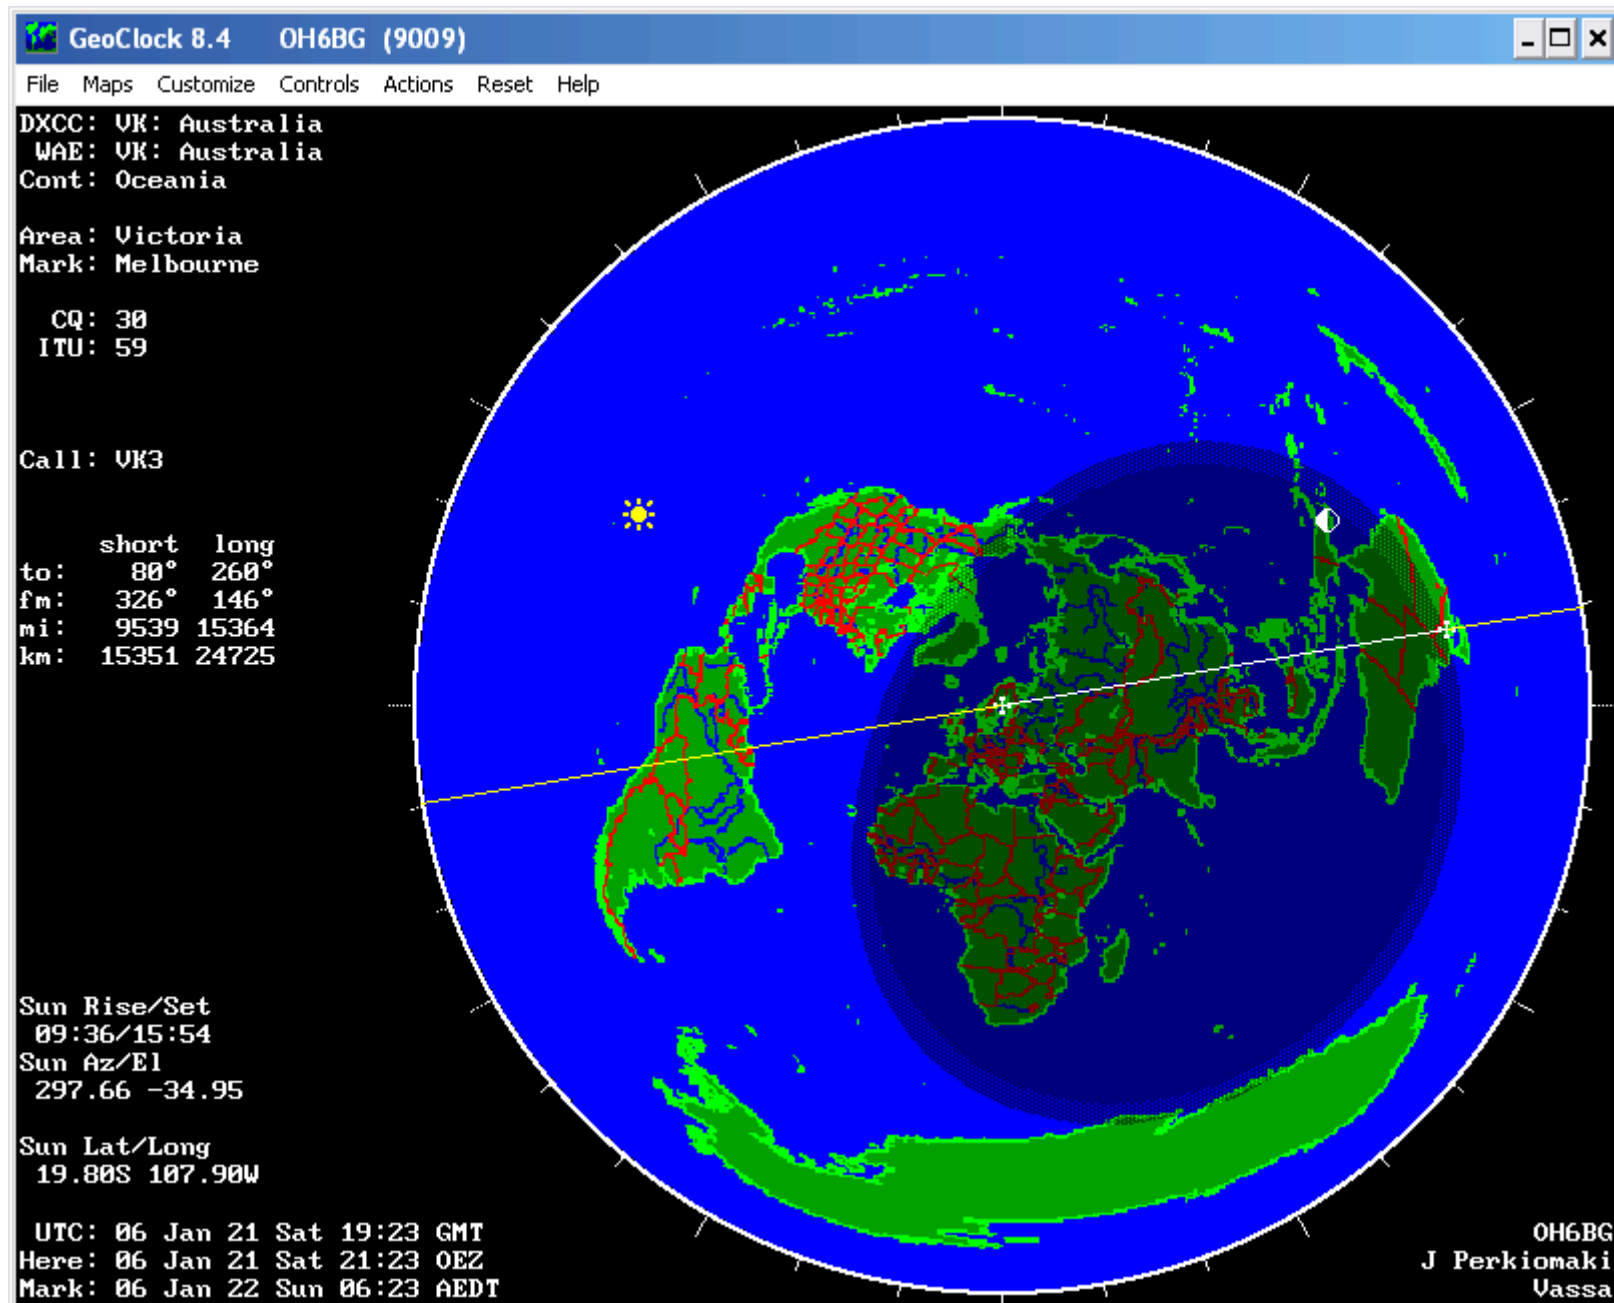 GeoClock 8.4 OH6BG (9009)
File Maps Customize Controls Actions Reset Help
DXCC: VK: Australia
WAE: VK: Australia
Cont: Oceania
Area: Victoria
Mark: Melbourne
CQ: 30
ITU: 59
Call: VK3
short long
to: 80° 260°
fm: 326° 146°
mi: 9539 15364
km: 15351 24725
Sun Rise/Set
09:36/15:54
Sun Az/El
297.66 -34.95
Sun Lat/Long
19.80S 107.90W
UTC: 06 Jan 21 Sat 19:23 GMT
Here: 06 Jan 21 Sat 21:23 OEZ
Mark: 06 Jan 22 Sun 06:23 AEDT
OH6BG
J Perkiomaki
Vassa